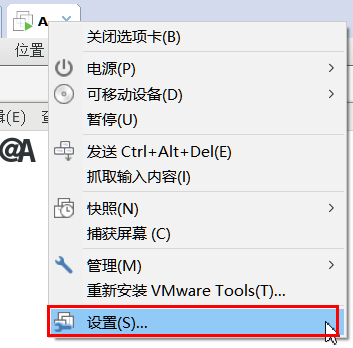 A
关闭选项卡(B)
位置
电源(P)
可移动设备(D)
暂停(U)
辑(E)
@A
发送 Ctrl+Alt+Del(E)
抓取输入内容(I)
快照(N)
捕获屏幕 (C)
管理(M)
重新安装 VMware Tools(T)...
设置(S)...